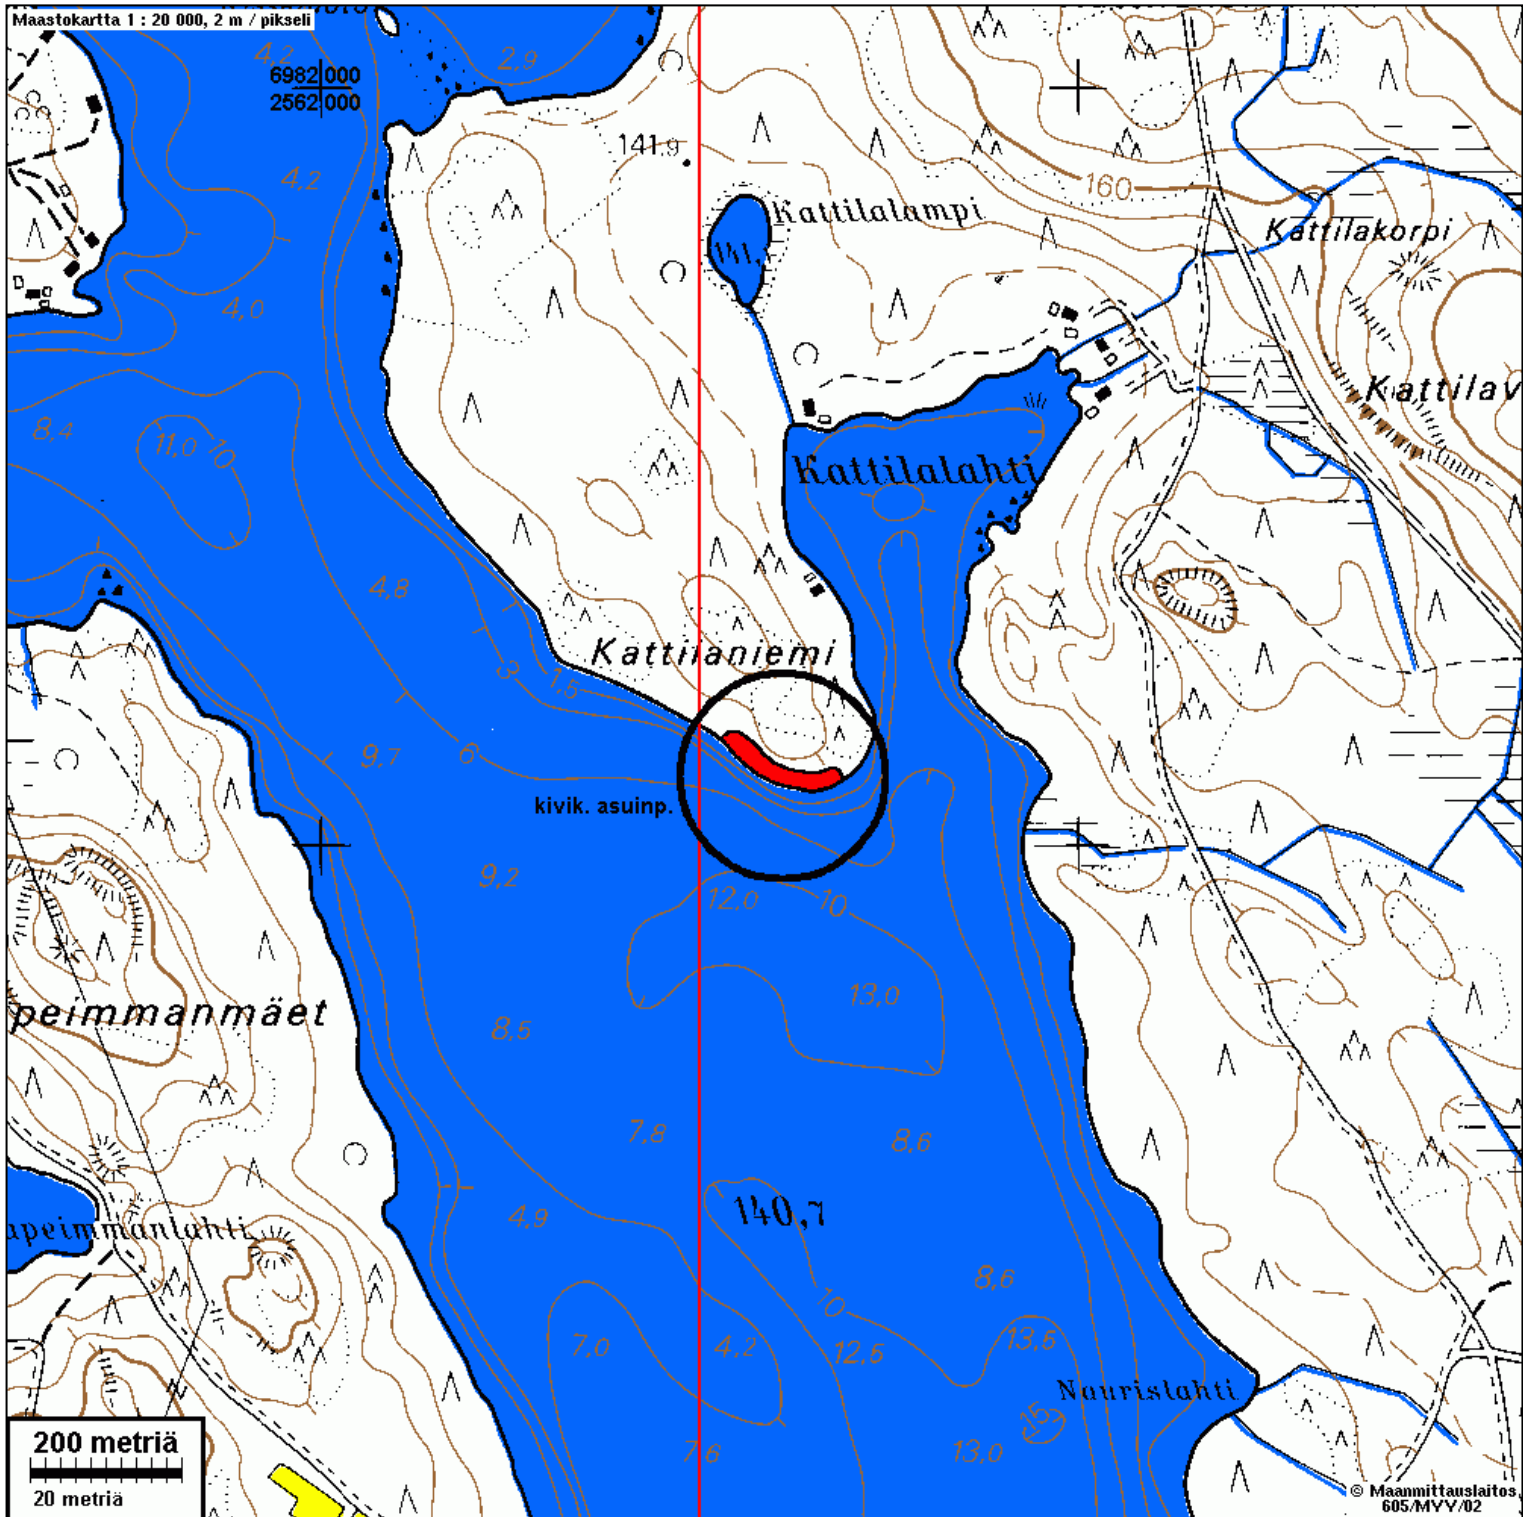 Maastokartta 1 : 20 000, 2 m / pikseli
4,2
2,9
6982 000
2562 000
141.9
4,2
160
Kattilalampi
Kattilakorpi
141,
4,0
Kattilav
8,4
11,0
10
Kattilalahti
4,8
Kattilaniemi
3
1,5
9,7
6
kivik. asuinp.
9,2
12,0
10
13,0
peimmanmäet
8,5
7,8
8,6
140,7
apeimmanlahti
4,9
8,6
10
7,0
4,2
12,5
13,5
Naurislahti
15
200 metriä
7,6
13,0
20 metriä
© Maanmittauslaitos
605/MYY/02